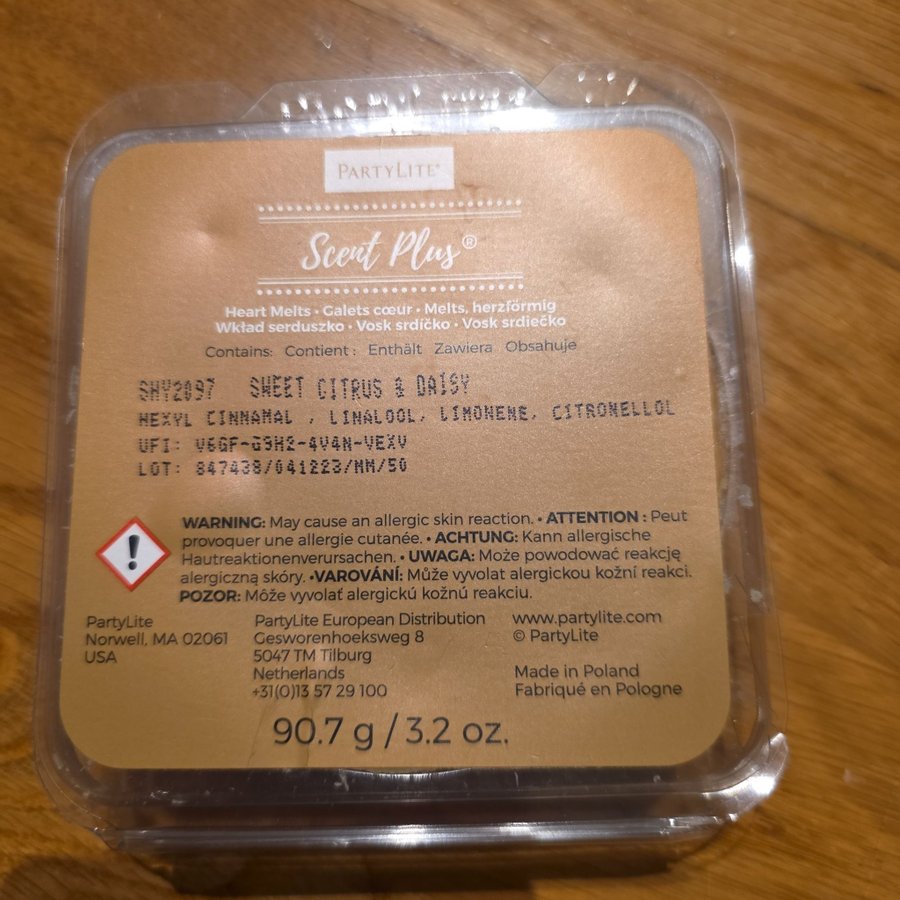 PARTYLITE®
Scent Plus®
Heart Melts · Galets cœur · Melts, herzförmig
Wkład serduszko · Vosk srdíčko · Vosk srdiečko
Contains: Contient : Enthält Zawiera Obsahuje
SHY2097 SWEET CITRUS & DAISY
HEXYL CINNAMAL , LINALOOL, LIMONENE, CITRONELLOL
UFI: V6GF-G9H2-4V4N-VEXV
LOT: 847438/041223/MM/50
WARNING: May cause an allergic skin reaction. • ATTENTION : Peut
provoquer une allergie cutanée. • ACHTUNG: Kann allergische
Hautreaktionenverursachen. • UWAGA: Może powodować reakcję
alergiczną skóry. •VAROVÁNÍ: Může vyvolat alergickou kožní reakci.
POZOR: Môže vyvolať alergickú kožnú reakciu.
PartyLite
Norwell, MA 02061
USA
PartyLite European Distribution
Gesworenhoeksweg 8
5047 TM Tilburg
Netherlands
+31(0)13 57 29 100
www.partylite.com
© PartyLite
Made in Poland
Fabriqué en Pologne
90.7 g / 3.2 oz.